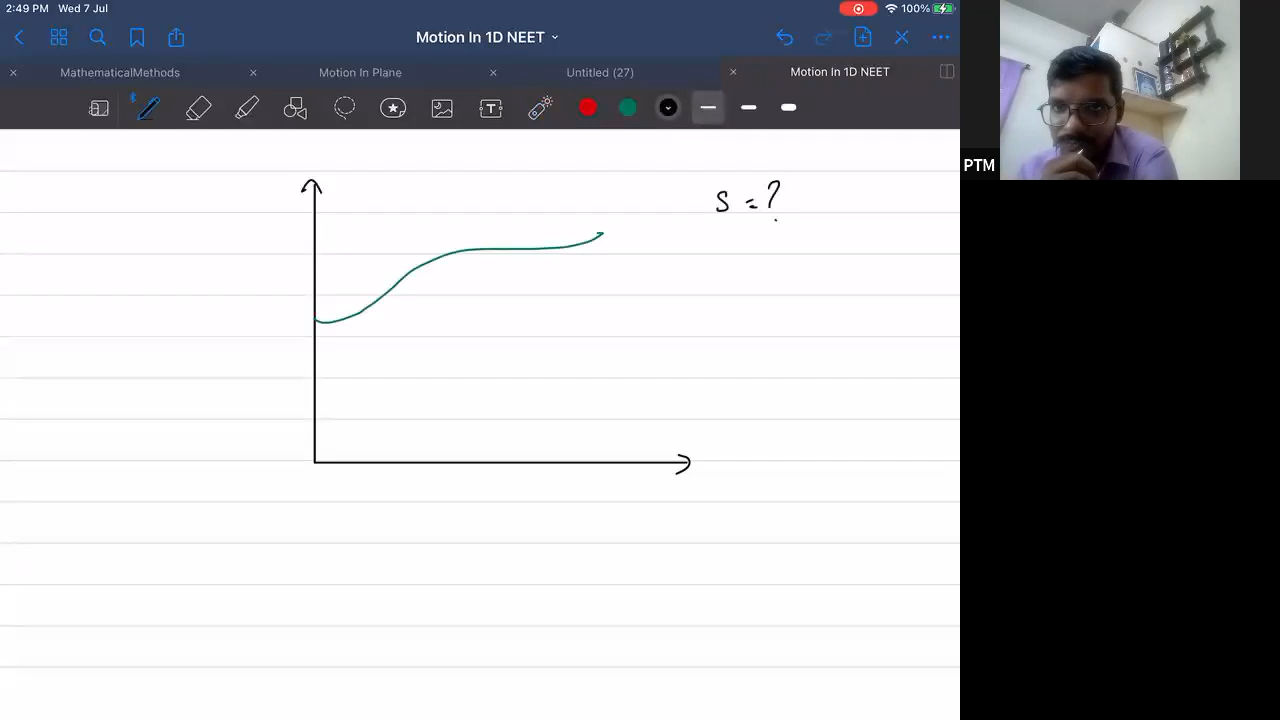 2:49 PM Wed 7 Jul
100%
Motion In 1D NEET
MathematicalMethods
Motion In Plane
Untitled (27)
Motion In 1D NEET
T
PTM
s = ?